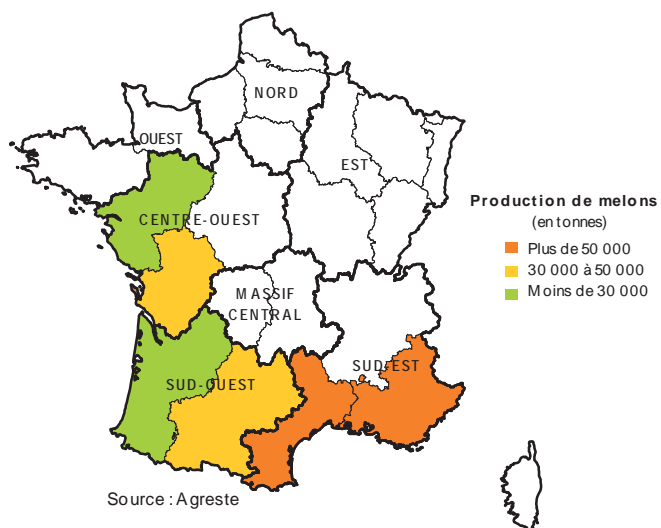 NORD
OUEST
EST
CENTRE-OUEST
MASSIF
CENTRAL
SUD-EST
SUD-OUEST
Production de melons
(en tonnes)
Plus de 50 000
30 000 à 50 000
Moins de 30 000
Source : Agreste